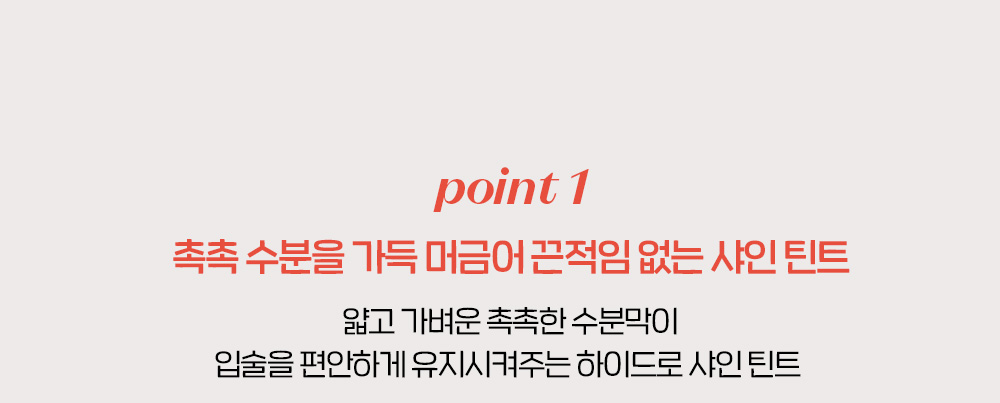 point 1
촉촉 수분을 가득 머금어 끈적임 없는 샤인 틴트
얇고 가벼운 촉촉한 수분막이
입술을 편안하게 유지시켜주는 하이드로 샤인 틴트